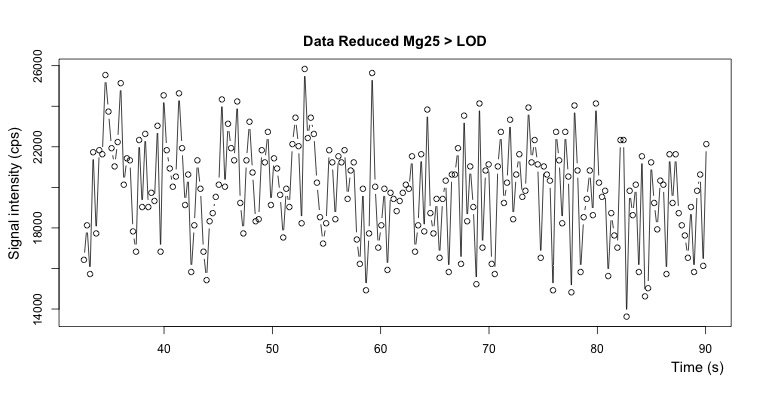 Data Reduced Mg25 > LOD
Signal intensity (cps)
26000
22000
18000
14000
40 50 60 70 80 90
Time (s)